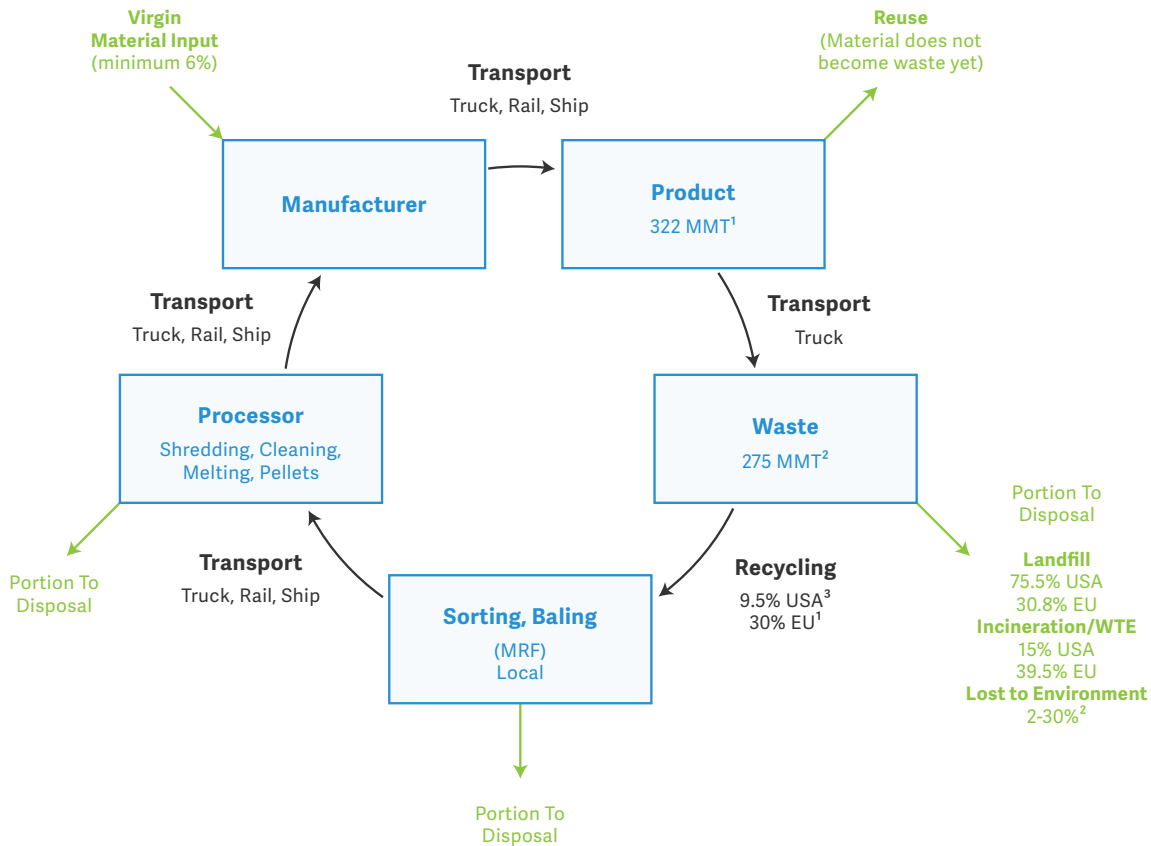 Virgin
Material Input
(minimum 6%)
Reuse
(Material does not
become waste yet)
Transport
Truck, Rail, Ship
Manufacturer
Product
322 MMT¹
Transport
Truck, Rail, Ship
Transport
Truck
Processor
Shredding, Cleaning,
Melting, Pellets
Waste
275 MMT²
Portion To
Disposal
Landfill
75.5% USA
30.8% EU
Incineration/WTE
15% USA
39.5% EU
Lost to Environment
2-30%²
Recycling
9.5% USA³
30% EU¹
Transport
Truck, Rail, Ship
Portion To
Disposal
Sorting, Baling
(MRF)
Local
Portion To
Disposal